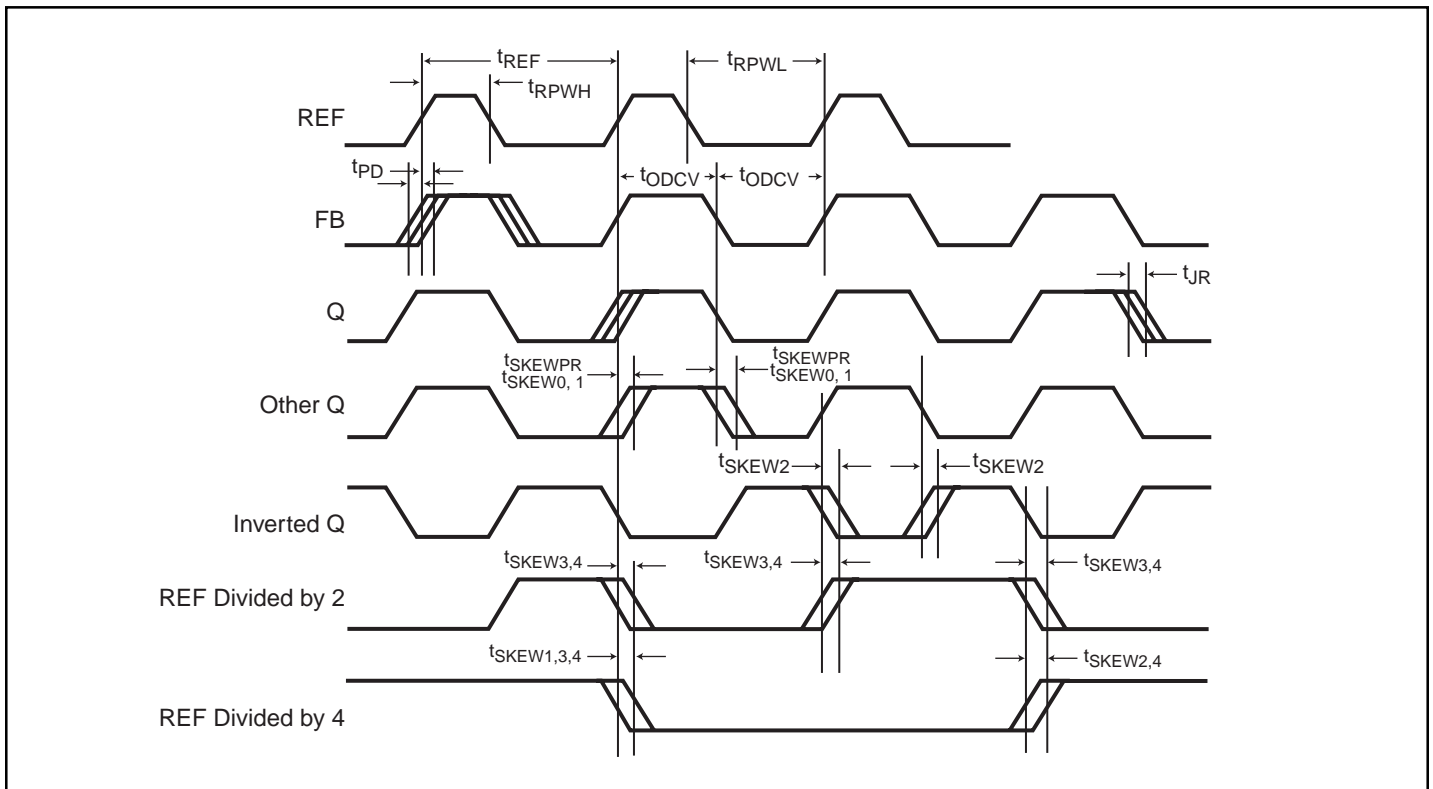 tREF
tRPWL
tRPWH
REF
tPD
tODCV
tODCV
FB
tJR
Q
tSKEWPR
tSKEW0, 1
tSKEWPR
tSKEW0, 1
Other Q
tSKEW2
tSKEW2
Inverted Q
tSKEW3,4
tSKEW3,4
tSKEW3,4
REF Divided by 2
tSKEW1,3,4
tSKEW2,4
REF Divided by 4